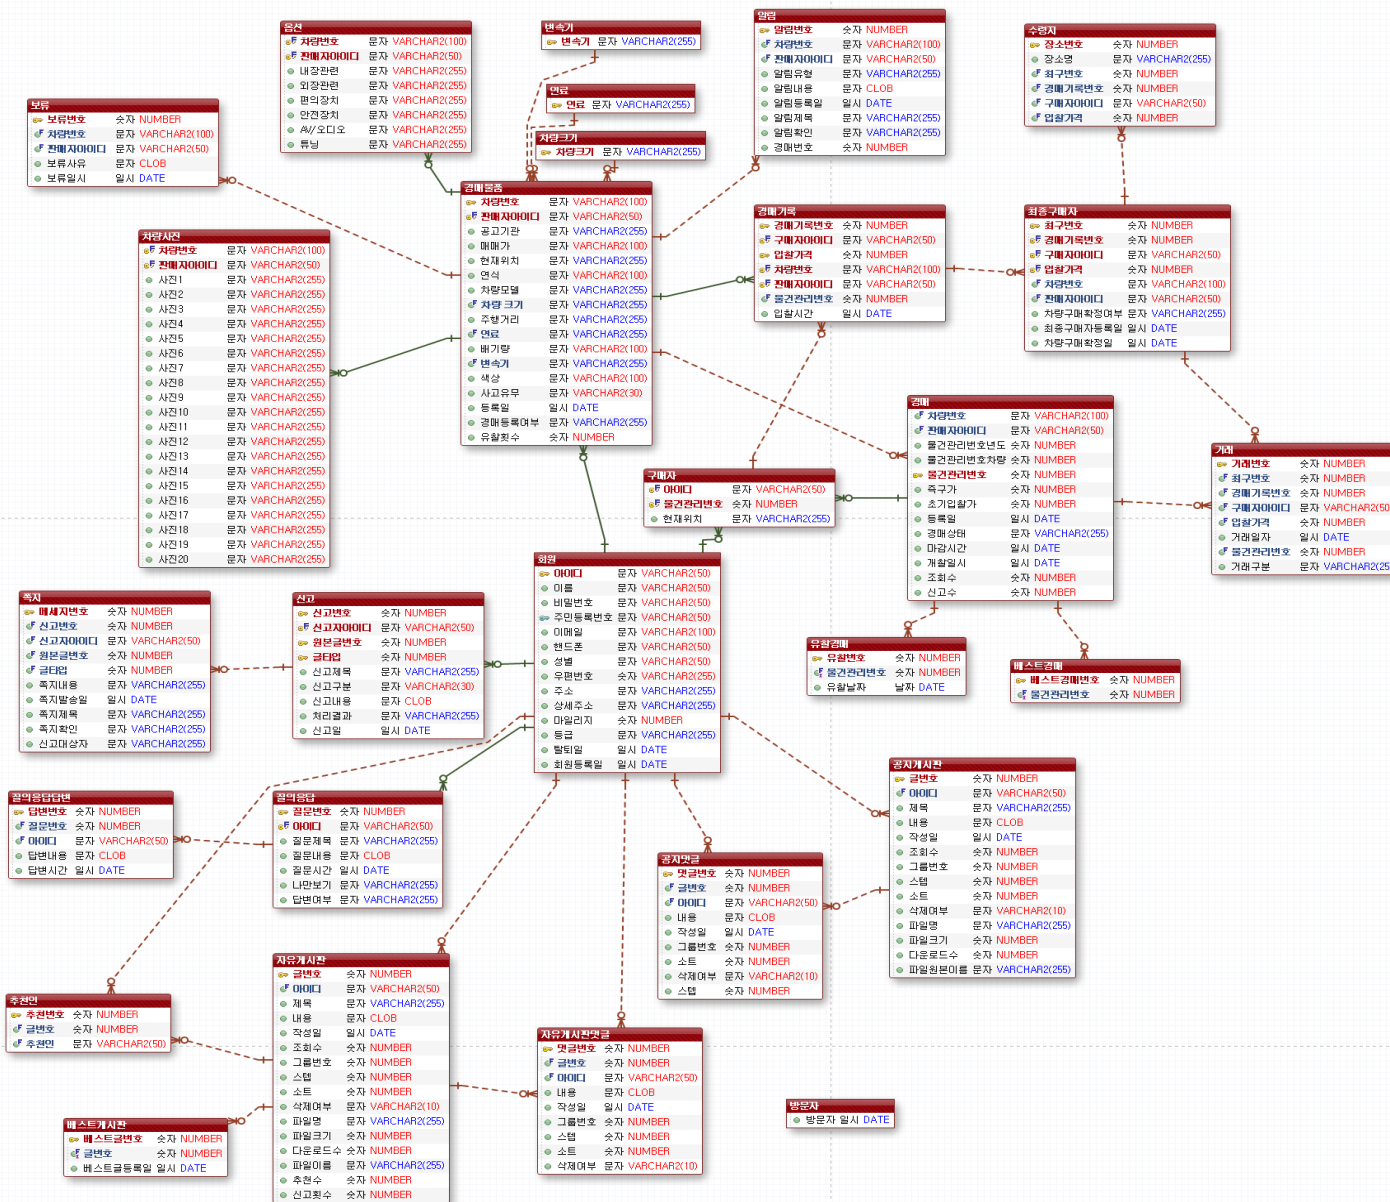 옵션
차량번호 문자 VARCHAR2(100)
판매자아이디 문자 VARCHAR2(50)
내장관련 문자 VARCHAR2(255)
외장관련 문자 VARCHAR2(255)
편의장치 문자 VARCHAR2(255)
안전장치 문자 VARCHAR2(255)
AV/오디오 문자 VARCHAR2(255)
튜닝 문자 VARCHAR2(255)
변속기
변속기 문자 VARCHAR2(255)
연료
연료 문자 VARCHAR2(255)
차량크기
차량크기 문자 VARCHAR2(255)
알림
알림번호 숫자 NUMBER
차량번호 문자 VARCHAR2(100)
판매자아이디 문자 VARCHAR2(50)
알림유형 문자 VARCHAR2(255)
알림내용 문자 CLOB
알림등록일 일시 DATE
알림제목 문자 VARCHAR2(255)
알림확인 문자 VARCHAR2(255)
경매번호 숫자 NUMBER
수령지
장소번호 숫자 NUMBER
장소명 문자 VARCHAR2(255)
최구번호 숫자 NUMBER
경매기록번호 숫자 NUMBER
구매자아이디 문자 VARCHAR2(50)
입찰가격 숫자 NUMBER
보류
보류번호 숫자 NUMBER
차량번호 문자 VARCHAR2(100)
판매자아이디 문자 VARCHAR2(50)
보류사유 문자 CLOB
보류일시 일시 DATE
경매물품
차량번호 문자 VARCHAR2(100)
판매자아이디 문자 VARCHAR2(50)
공고기관 문자 VARCHAR2(255)
매매가 문자 VARCHAR2(100)
현재위치 문자 VARCHAR2(255)
연식 문자 VARCHAR2(100)
차량모델 문자 VARCHAR2(255)
차량 크기 문자 VARCHAR2(255)
주행거리 문자 VARCHAR2(255)
연료 문자 VARCHAR2(255)
배기량 문자 VARCHAR2(100)
변속기 문자 VARCHAR2(255)
색상 문자 VARCHAR2(100)
사고유무 문자 VARCHAR2(30)
등록일 일시 DATE
경매등록여부 문자 VARCHAR2(255)
유찰횟수 숫자 NUMBER
차량사진
차량번호 문자 VARCHAR2(100)
판매자아이디 문자 VARCHAR2(50)
사진1 문자 VARCHAR2(255)
사진2 문자 VARCHAR2(255)
사진3 문자 VARCHAR2(255)
사진4 문자 VARCHAR2(255)
사진5 문자 VARCHAR2(255)
사진6 문자 VARCHAR2(255)
사진7 문자 VARCHAR2(255)
사진8 문자 VARCHAR2(255)
사진9 문자 VARCHAR2(255)
사진10 문자 VARCHAR2(255)
사진11 문자 VARCHAR2(255)
사진12 문자 VARCHAR2(255)
사진13 문자 VARCHAR2(255)
사진14 문자 VARCHAR2(255)
사진15 문자 VARCHAR2(255)
사진16 문자 VARCHAR2(255)
사진17 문자 VARCHAR2(255)
사진18 문자 VARCHAR2(255)
사진19 문자 VARCHAR2(255)
사진20 문자 VARCHAR2(255)
경매기록
경매기록번호 숫자 NUMBER
구매자아이디 문자 VARCHAR2(50)
입찰가격 숫자 NUMBER
차량번호 문자 VARCHAR2(100)
판매자아이디 문자 VARCHAR2(50)
물건관리번호 숫자 NUMBER
입찰시간 일시 DATE
최종구매자
최구번호 숫자 NUMBER
경매기록번호 숫자 NUMBER
구매자아이디 문자 VARCHAR2(50)
입찰가격 숫자 NUMBER
차량번호 문자 VARCHAR2(100)
판매자아이디 문자 VARCHAR2(50)
차량구매확정여부 문자 VARCHAR2(255)
최종구매자등록일 일시 DATE
차량구매확정일 일시 DATE
경매
차량번호 문자 VARCHAR2(100)
판매자아이디 문자 VARCHAR2(50)
물건관리번호년도 숫자 NUMBER
물건관리번호차량 숫자 NUMBER
물건관리번호 숫자 NUMBER
즉구가 숫자 NUMBER
초기입찰가 숫자 NUMBER
등록일 일시 DATE
경매상태 문자 VARCHAR2(255)
마감시간 일시 DATE
개찰일시 일시 DATE
조회수 숫자 NUMBER
신고수 숫자 NUMBER
거래
거래번호 숫자 NUMBER
최구번호 숫자 NUMBER
경매기록번호 숫자 NUMBER
구매자아이디 문자 VARCHAR2(50
입찰가격 숫자 NUMBER
거래일자 일시 DATE
물건관리번호 숫자 NUMBER
거래구분 문자 VARCHAR2(25
구매자
아이디 문자 VARCHAR2(50)
물건관리번호 숫자 NUMBER
현재위치 문자 VARCHAR2(255)
회원
아이디 문자 VARCHAR2(50)
이름 문자 VARCHAR2(50)
비밀번호 문자 VARCHAR2(50)
주민등록번호 문자 VARCHAR2(50)
이메일 문자 VARCHAR2(100)
핸드폰 문자 VARCHAR2(50)
성별 문자 VARCHAR2(50)
우편번호 숫자 VARCHAR2(255)
주소 문자 VARCHAR2(255)
상세주소 문자 VARCHAR2(255)
마일리지 숫자 NUMBER
등급 문자 VARCHAR2(255)
탈퇴일 일시 DATE
회원등록일 일시 DATE
쪽지
메세지번호 숫자 NUMBER
신고번호 숫자 NUMBER
신고자아이디 문자 VARCHAR2(50)
원본글번호 숫자 NUMBER
글타입 숫자 NUMBER
쪽지내용 문자 VARCHAR2(255)
쪽지발송일 일시 DATE
쪽지제목 문자 VARCHAR2(255)
쪽지확인 문자 VARCHAR2(255)
신고대상자 문자 VARCHAR2(255)
신고
신고번호 숫자 NUMBER
신고자아이디 문자 VARCHAR2(50)
원본글번호 숫자 NUMBER
글타입 숫자 NUMBER
신고제목 문자 VARCHAR2(255)
신고구분 문자 VARCHAR2(30)
신고내용 문자 CLOB
처리결과 문자 VARCHAR2(255)
신고일 일시 DATE
유찰경매
유찰번호 숫자 NUMBER
물건관리번호 숫자 NUMBER
유찰날짜 날짜 DATE
베스트경매
베스트경매번호 숫자 NUMBER
물건관리번호 숫자 NUMBER
질의응답답변
답변번호 숫자 NUMBER
질문번호 숫자 NUMBER
아이디 문자 VARCHAR2(50)
답변내용 문자 CLOB
답변시간 일시 DATE
질의응답
질문번호 숫자 NUMBER
아이디 문자 VARCHAR2(50)
질문제목 문자 VARCHAR2(255)
질문내용 문자 CLOB
질문시간 일시 DATE
나만보기 문자 VARCHAR2(255)
답변여부 문자 VARCHAR2(255)
공지게시판
글번호 숫자 NUMBER
아이디 문자 VARCHAR2(50)
제목 문자 VARCHAR2(255)
내용 문자 CLOB
작성일 일시 DATE
조회수 숫자 NUMBER
그룹번호 숫자 NUMBER
스텝 숫자 NUMBER
소트 숫자 NUMBER
삭제여부 문자 VARCHAR2(10)
파일명 문자 VARCHAR2(255)
파일크기 숫자 NUMBER
다운로드수 숫자 NUMBER
파일원본이름 문자 VARCHAR2(255)
공지댓글
댓글번호 숫자 NUMBER
글번호 숫자 NUMBER
아이디 문자 VARCHAR2(50)
내용 문자 CLOB
작성일 일시 DATE
그룹번호 숫자 NUMBER
소트 숫자 NUMBER
삭제여부 문자 VARCHAR2(10)
스텝 숫자 NUMBER
추천인
추천번호 숫자 NUMBER
글번호 숫자 NUMBER
추천인 문자 VARCHAR2(50)
자유게시판
글번호 숫자 NUMBER
아이디 문자 VARCHAR2(50)
제목 문자 VARCHAR2(255)
내용 문자 CLOB
작성일 일시 DATE
조회수 숫자 NUMBER
그룹번호 숫자 NUMBER
스텝 숫자 NUMBER
소트 숫자 NUMBER
삭제여부 문자 VARCHAR2(10)
파일명 문자 VARCHAR2(255)
파일크기 숫자 NUMBER
다운로드수 숫자 NUMBER
파일이름 문자 VARCHAR2(255)
추천수 숫자 NUMBER
신고횟수 숫자 NUMBER
자유게시판댓글
댓글번호 숫자 NUMBER
글번호 숫자 NUMBER
아이디 문자 VARCHAR2(50)
내용 문자 CLOB
작성일 일시 DATE
그룹번호 숫자 NUMBER
스텝 숫자 NUMBER
소트 숫자 NUMBER
삭제여부 문자 VARCHAR2(10)
베스트게시판
베스트글번호 숫자 NUMBER
글번호 숫자 NUMBER
베스트글등록일 일시 DATE
방문자
방문자 일시 DATE